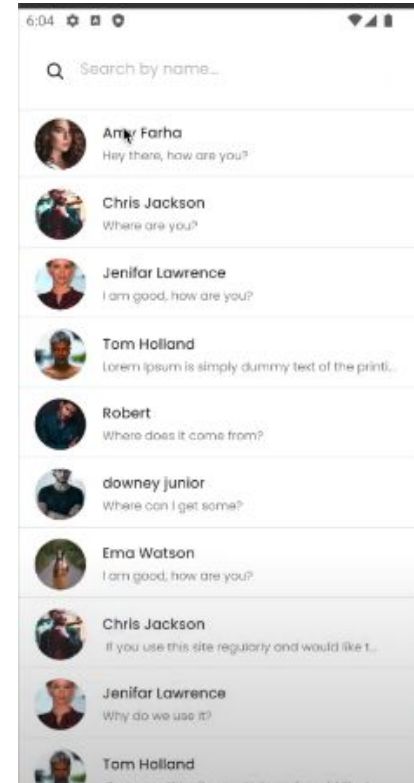 6:04
Search by name...
Amy Farha
Hey there, how are you?
Chris Jackson
Where are you?
Jenifar Lawrence
I am good, how are you?
Tom Holland
Lorem Ipsum is simply dummy text of the printi...
Robert
Where does it come from?
downey junior
Where can I get some?
Ema Watson
I am good, how are you?
Chris Jackson
If you use this site regularly and would like t...
Jenifar Lawrence
Why do we use it?
Tom Holland